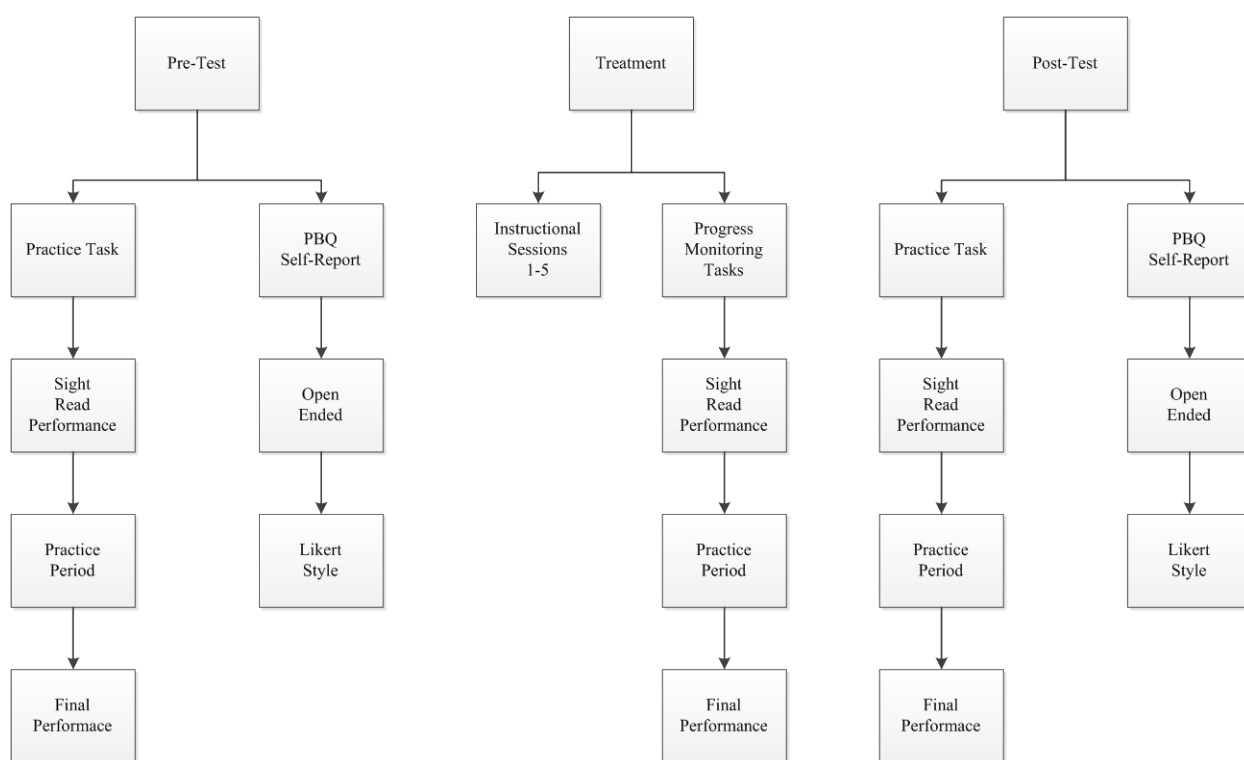 Pre-Test
Treatment
Post-Test
Practice Task
PBQ
Self-Report
Instructional
Sessions
1-5
Progress
Monitoring
Tasks
Practice Task
PBQ
Self-Report
Sight
Read
Performance
Open
Ended
Sight
Read
Performance
Sight
Read
Performance
Open
Ended
Practice
Period
Likert
Style
Practice
Period
Practice
Period
Likert
Style
Final
Performace
Final
Performance
Final
Performace